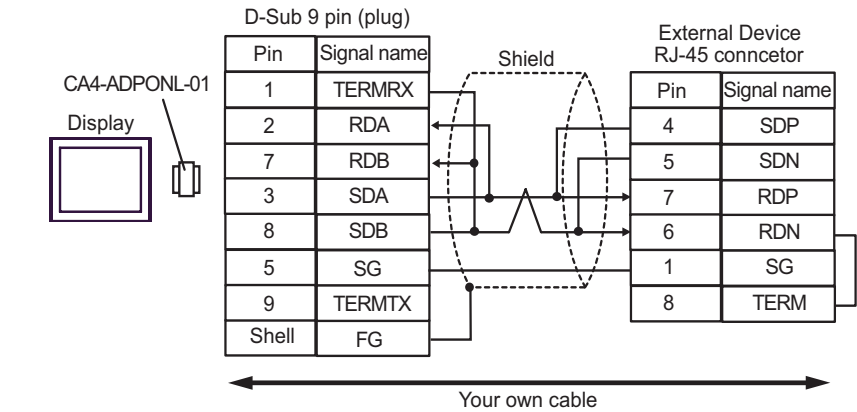 D-Sub 9 pin (plug)
Pin Signal name
1 TERMRX
2 RDA
7 RDB
3 SDA
8 SDB
5 SG
9 TERMTX
Shell FG
CA4-ADPONL-01
Display
Shield
External Device
RJ-45 conncetor
Pin Signal name
4 SDP
5 SDN
7 RDP
6 RDN
1 SG
8 TERM
Your own cable